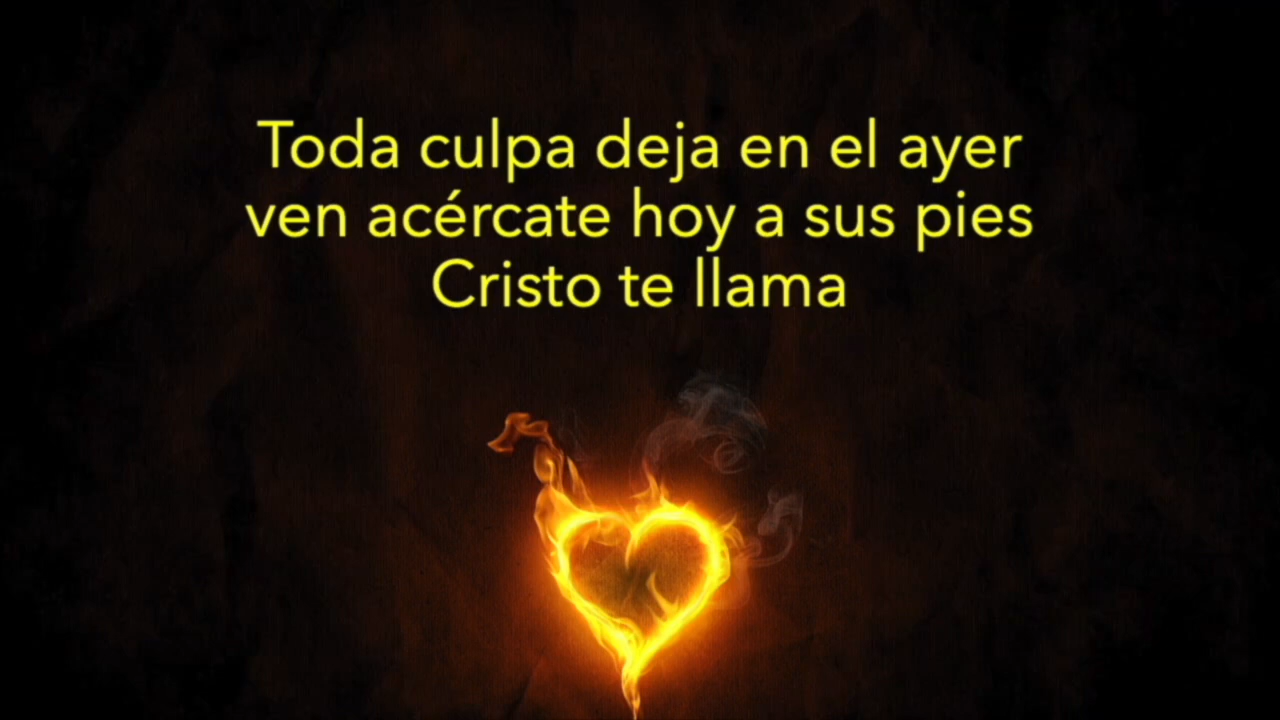 Toda culpa deja en el ayer
ven acércate hoy a sus pies
Cristo te llama